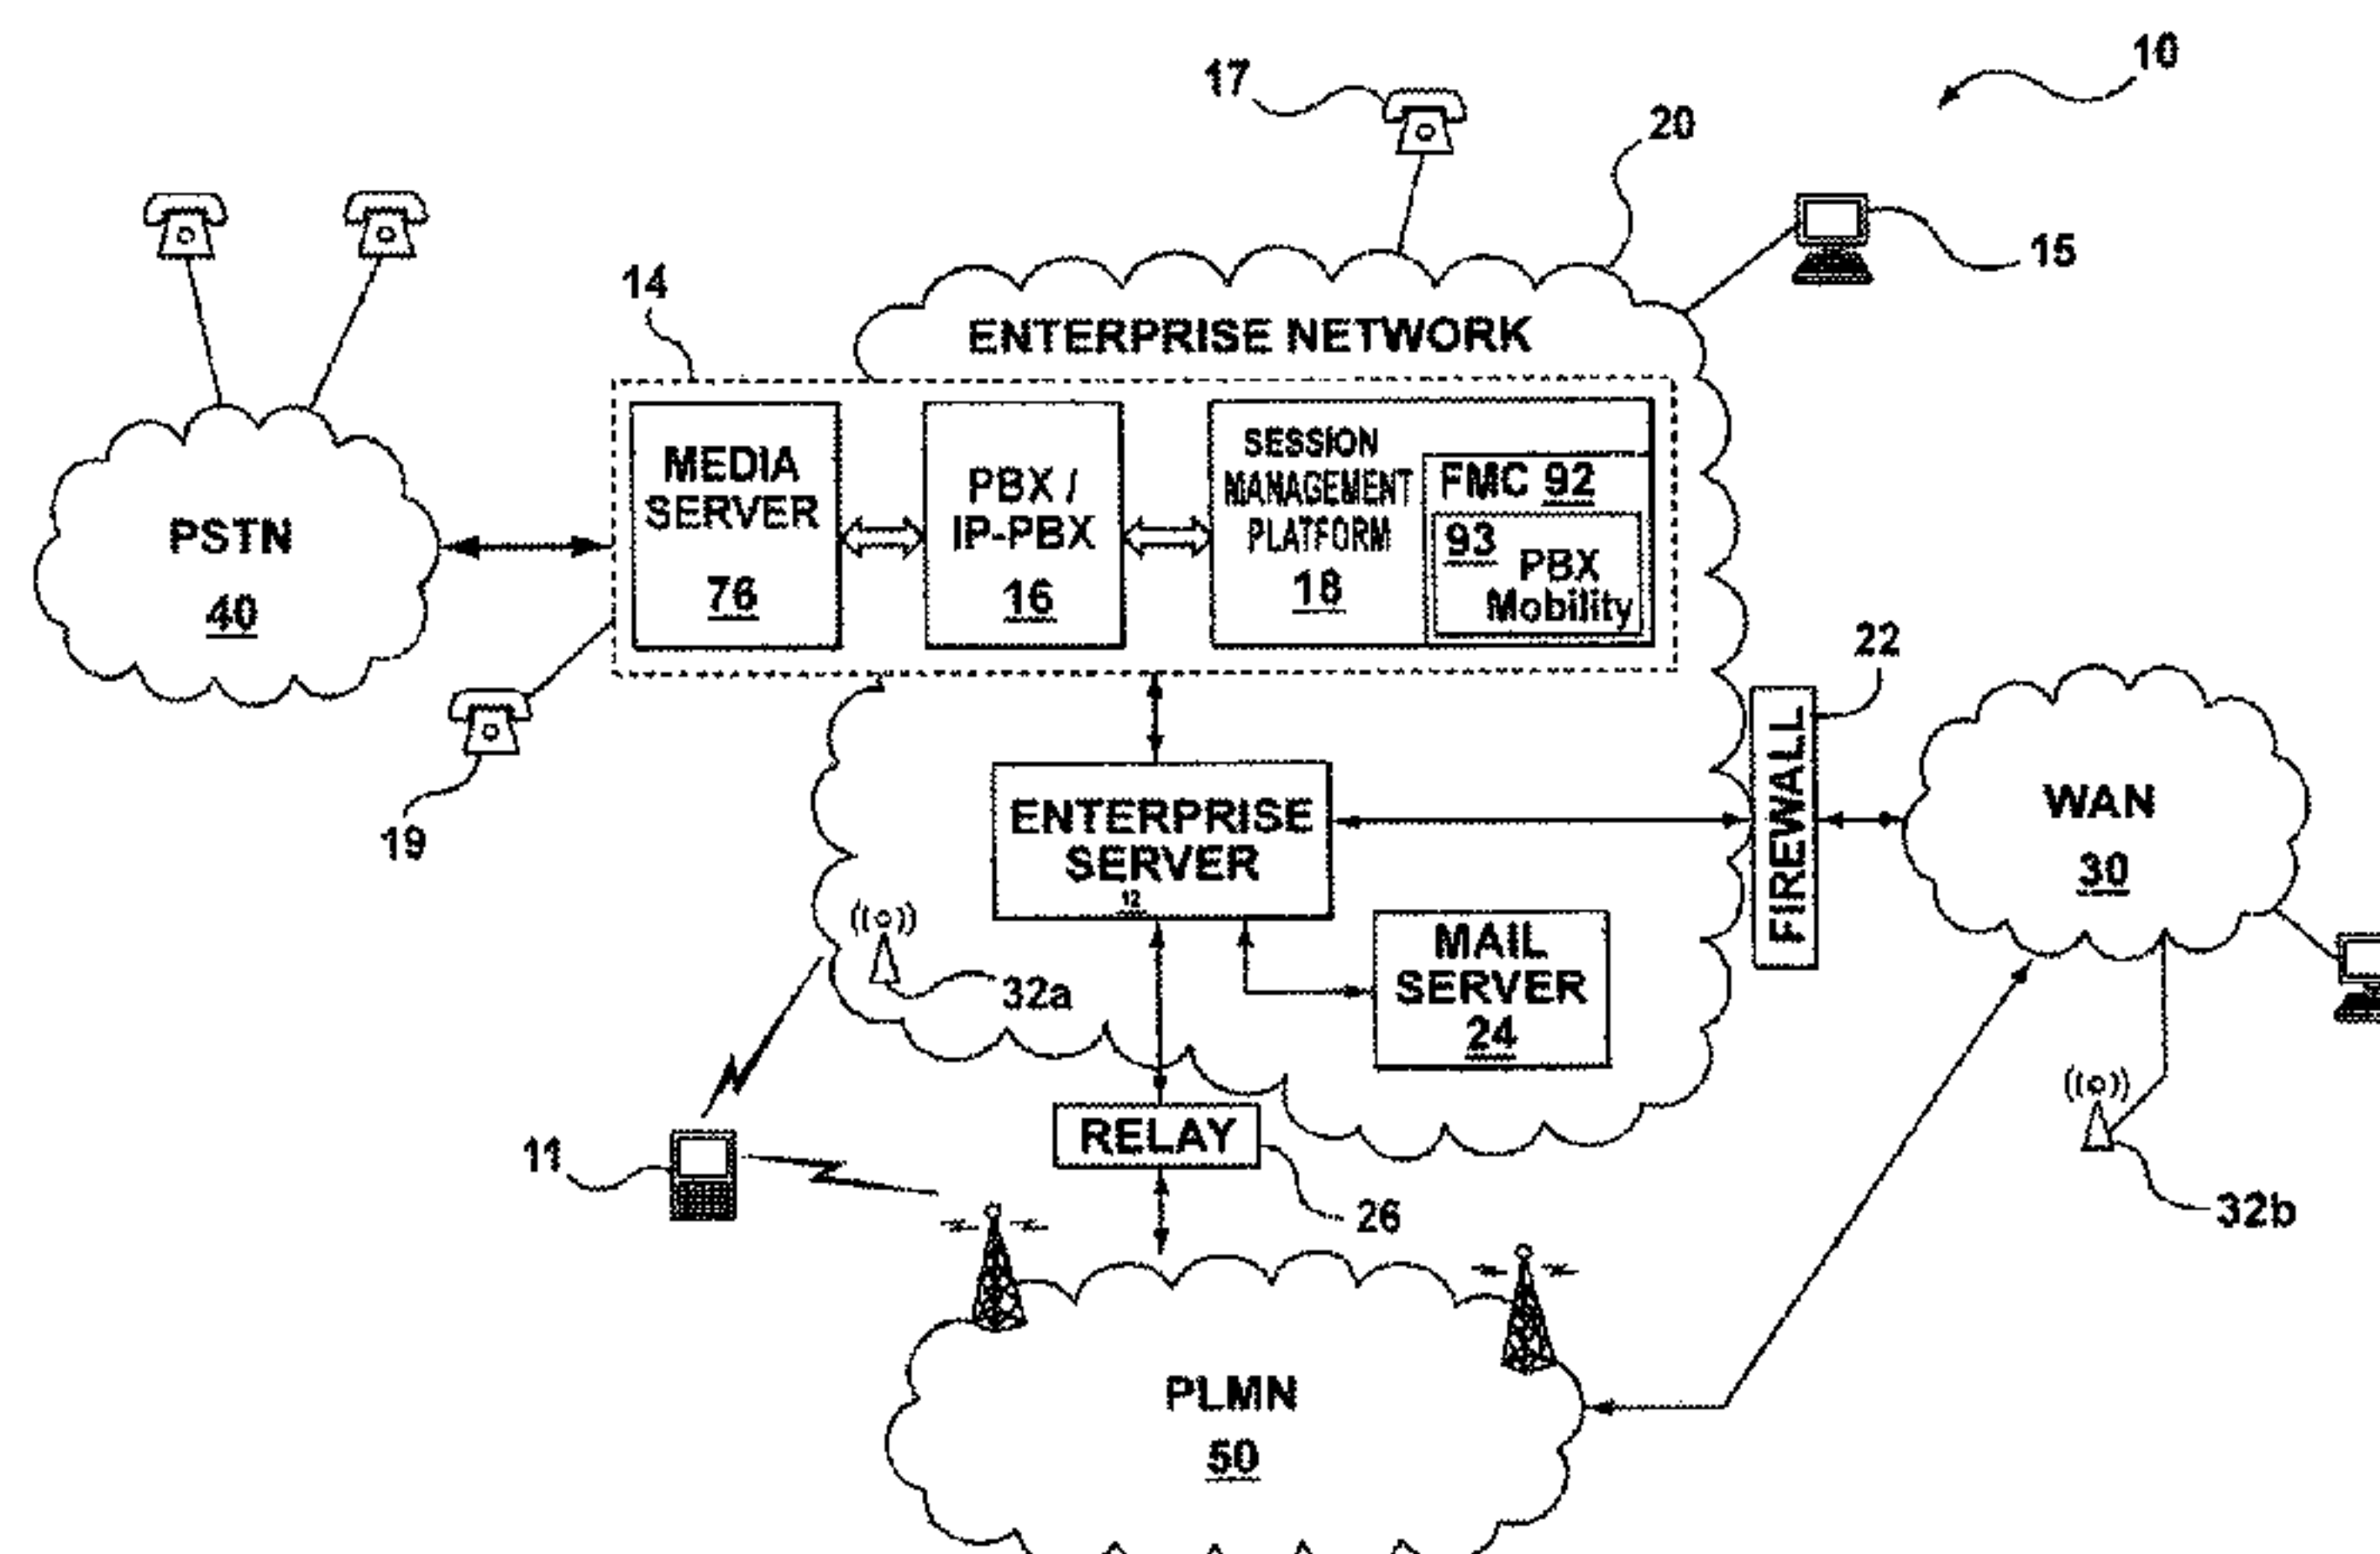 10
17
20
15
14
ENTERPRISE NETWORK
MEDIA
SERVER
76
PBX /
IP-PBX
16
SESSION
MANAGEMENT
PLATFORM
18
FMC 92
93
PBX
Mobility
PSTN
40
19
22
FIREWALL
WAN
30
ENTERPRISE
SERVER
12
MAIL
SERVER
24
32a
32b
11
RELAY
26
PLMN
50